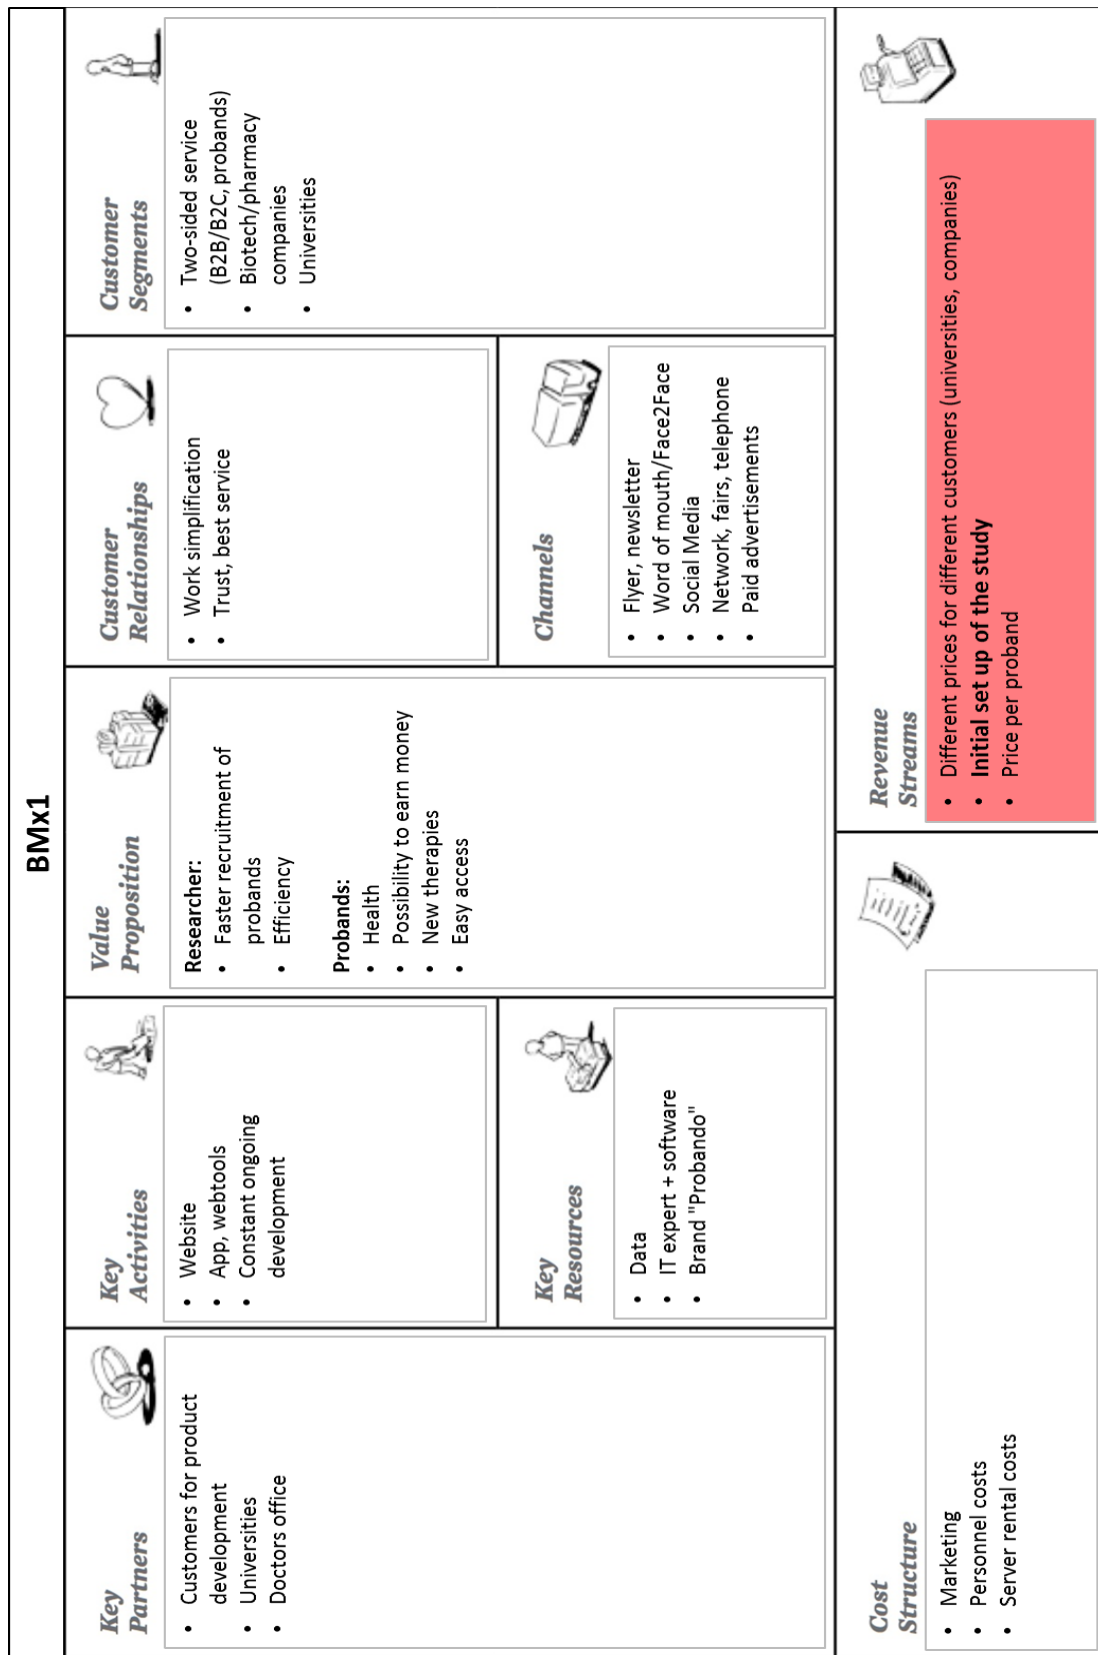 BMx1
Key
Partners
• Customers for product
development
• Universities
• Doctors office
Key
Activities
• Website
• App, webtools
• Constant ongoing
development
Key
Resources
• Data
• IT expert + software
• Brand "Probando"
Value
Proposition
Researcher:
• Faster recruitment of
probands
• Efficiency
Probands:
• Health
• Possibility to earn money
• New therapies
• Easy access
Customer
Relationships
• Work simplification
• Trust, best service
Channels
• Flyer, newsletter
• Word of mouth/Face2Face
• Social Media
• Network, fairs, telephone
• Paid advertisements
Customer
Segments
• Two-sided service
(B2B/B2C, probands)
• Biotech/pharmacy
companies
• Universities
Cost
Structure
• Marketing
• Personnel costs
• Server rental costs
Revenue
Streams
• Different prices for different customers (universities, companies)
• Initial set up of the study
• Price per proband